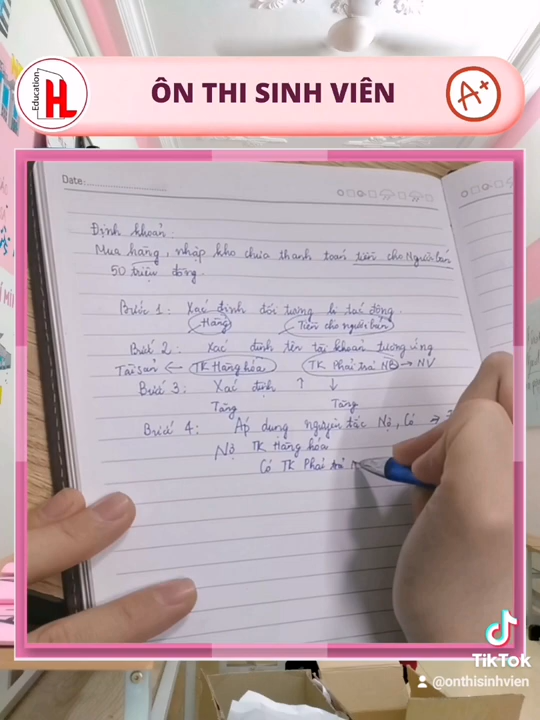 Education
HL
ÔN THI SINH VIÊN
A+
Date:
Định khoản:
Mua hàng, nhập kho chưa thanh toán tiền cho Người bán
50 triệu đồng.
Bước 1: Xác định đối tượng bị tác động.
Hàng Tiền cho người bán
Bước 2: Xác định tên tài khoản tương ứng
Tài sản ← TK Hàng hóa TK Phải trả NB → NV
Bước 3: Xác định ↑ ↓
Tăng Tăng
Bước 4: Áp dụng nguyên tắc Nợ, Có ⇒
Nợ TK Hàng hóa
Có TK Phải trả N
TikTok
@onthisinhvien